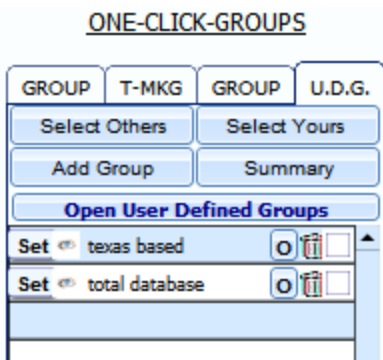 ONE-CLICK-GROUPS
GROUP T-MKG GROUP U.D.G.
Select Others Select Yours
Add Group Summary
Open User Defined Groups
Set texas based O
Set total database O